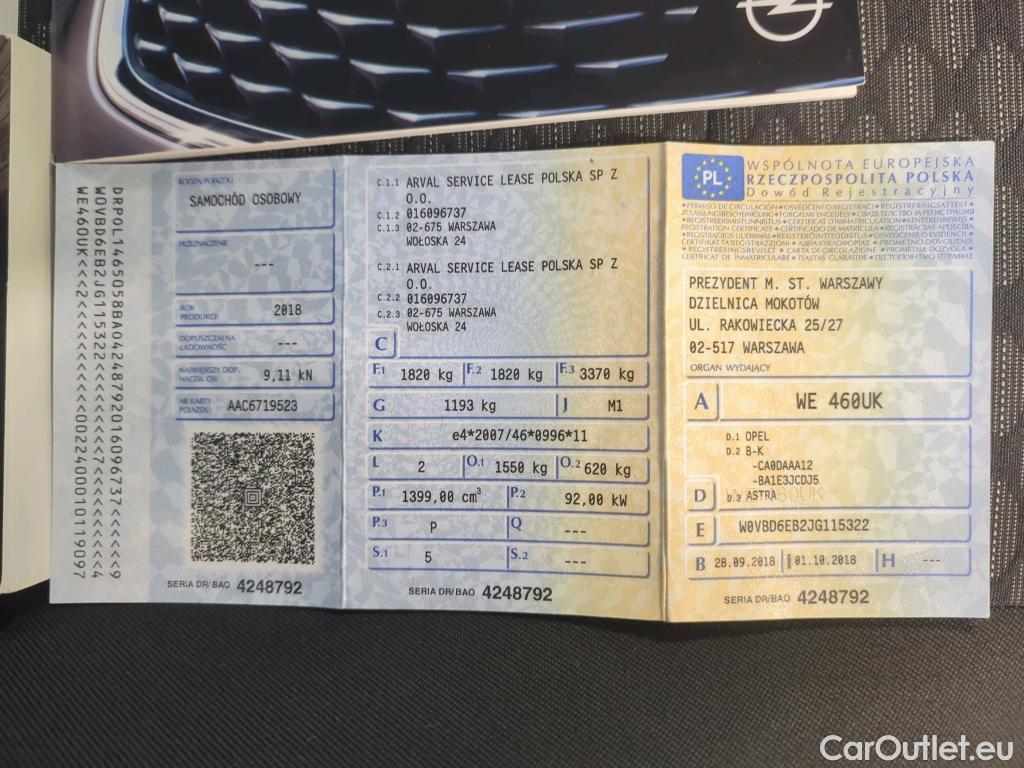 DRPOL1465058BA04248792016096737<<<<<<9
W0VBD6EB2JG115322<<<<<<<7<<<<<<<<<<<<4
WE460UK<<<2<<<<<<<<<<<<<0022400010119097
RODZAJ POJAZDU
SAMOCHÓD OSOBOWY
PRZEZNACZENIE
---
ROK PRODUKCJI 2018
DOPUSZCZALNA ŁADOWNOŚĆ ---
NAJWIĘKSZY DOP. NACISK OSI 9,11 kN
NR KARTY POJAZDU AAC6719523
SERIA DR/BAO 4248792
C.1.1 ARVAL SERVICE LEASE POLSKA SP Z
O.O.
C.1.2 016096737
C.1.3 02-675 WARSZAWA
WOŁOSKA 24
C.2.1 ARVAL SERVICE LEASE POLSKA SP Z
O.O.
C.2.2 016096737
C.2.3 02-675 WARSZAWA
WOŁOSKA 24
C
F.1 1820 kg F.2 1820 kg F.3 3370 kg
G 1193 kg J M1
K e4*2007/46*0996*11
L 2 O.1 1550 kg O.2 620 kg
P.1 1399,00 cm³ P.2 92,00 kW
P.3 P Q ---
S.1 5 S.2 ---
SERIA DR/BAO 4248792
PL
WSPÓLNOTA EUROPEJSKA
RZECZPOSPOLITA POLSKA
Dowód Rejestracyjny
PREZYDENT M. ST. WARSZAWY
DZIELNICA MOKOTÓW
UL. RAKOWIECKA 25/27
02-517 WARSZAWA
ORGAN WYDAJĄCY
A WE 460UK
D.1 OPEL
D.2 B-K
-CA0DAAA12
-BA1E3JCDJ5
D D.3 ASTRA
E W0VBD6EB2JG115322
B 28.09.2018 I 01.10.2018 H ---
SERIA DR/BAO 4248792
CarOutlet.eu